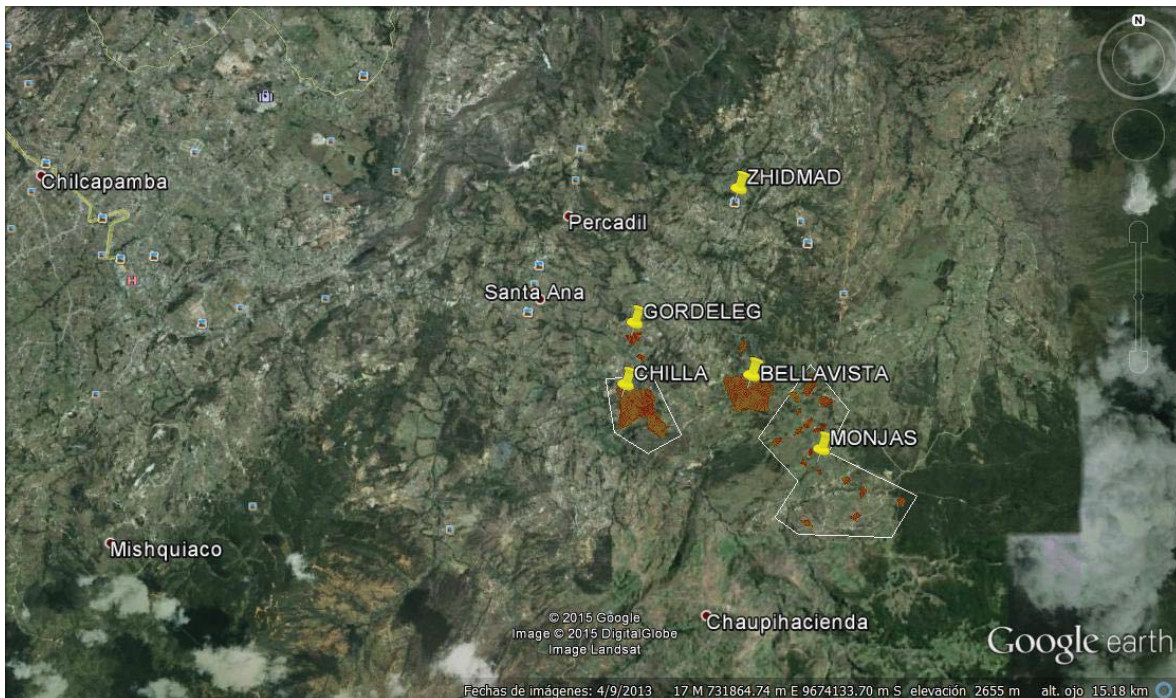 N
ZHIDMAD
Chilcapamba
Percadil
Santa Ana
GORDELEG
CHILLA
BELLAVISTA
MONJAS
H
Mishquiaco
Chaupihacienda
© 2015 Google
Image © 2015 DigitalGlobe
Image Landsat
Google earth
Fechas de imágenes: 4/9/2013 17 M 731864.74 m E 9674133.70 m S elevación 2655 m alt. ojo 15.18 km